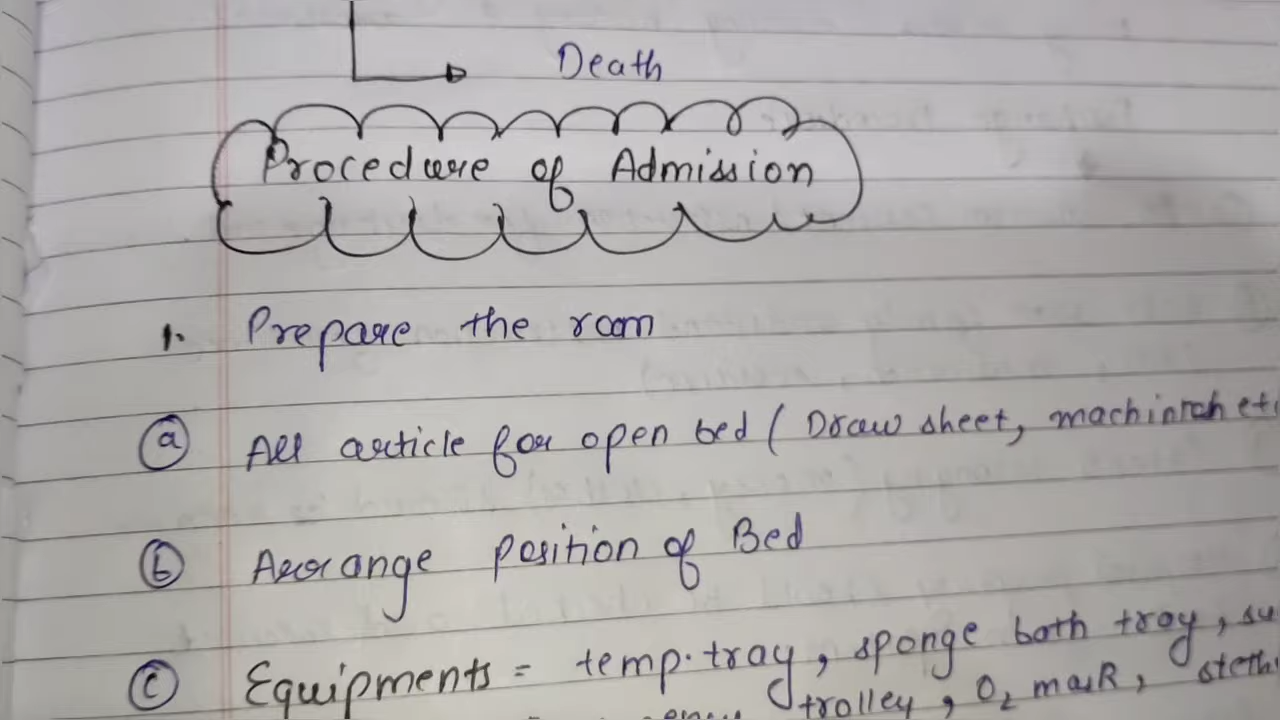 Death
Procedure of Admission
1. Prepare the room
(a) All article for open bed ( Draw sheet,
(b) Arrange position of Bed
(c) Equipments = temp. tray, sponge bath tray,
trolley, O₂ mask,